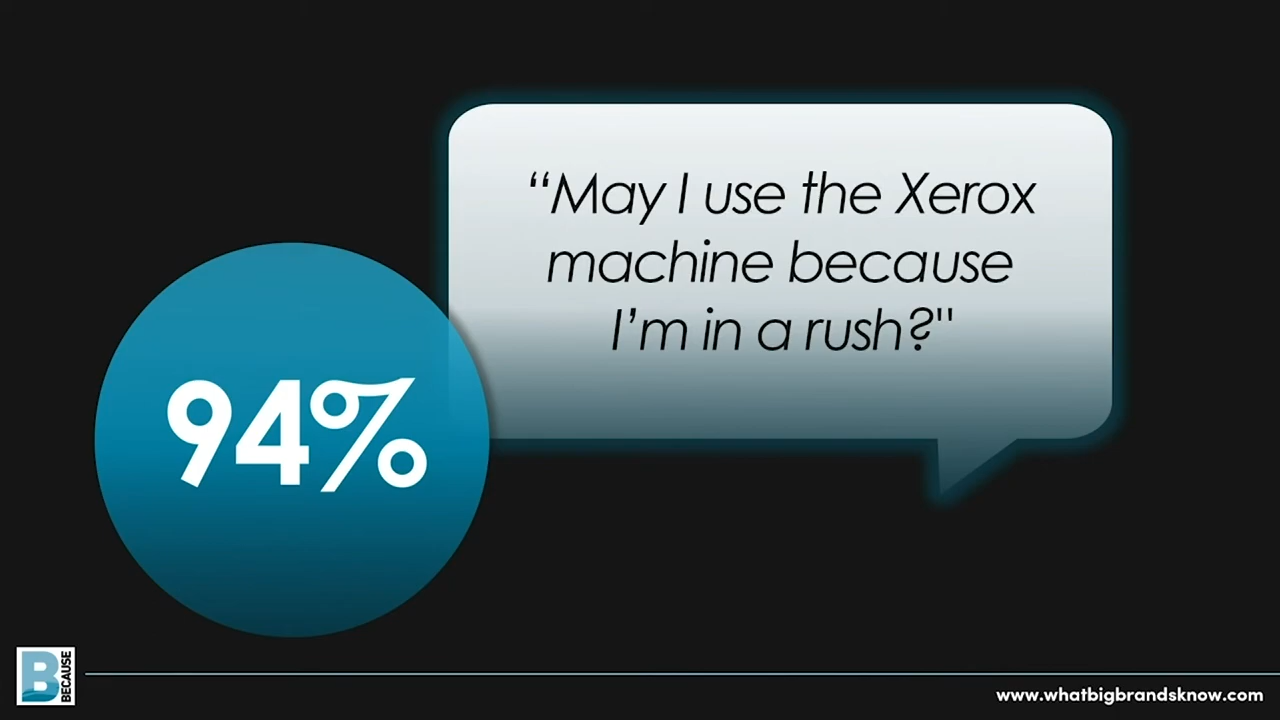 “May I use the Xerox
machine because
I’m in a rush?"
94%
B BECAUSE
www.whatbigbrandsknow.com